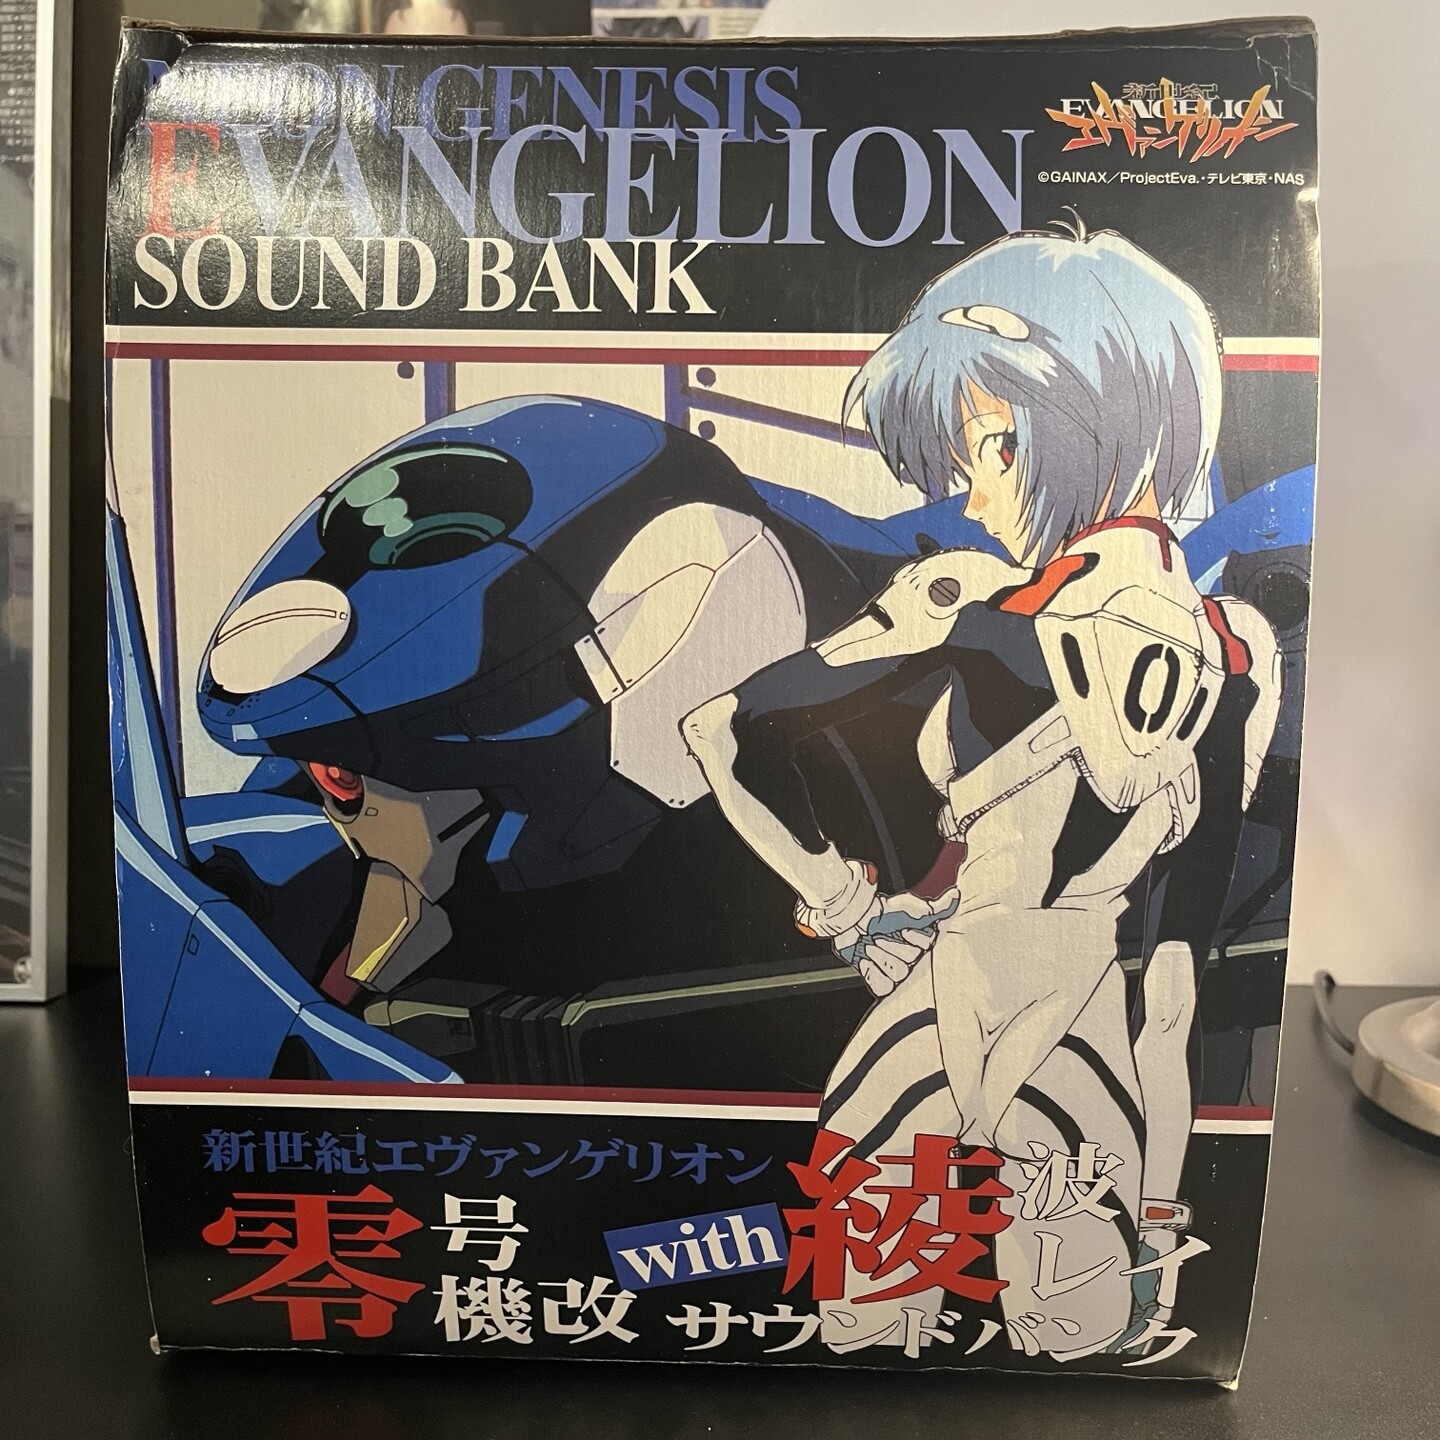 NEON GENESIS
EVANGELION
SOUND BANK
新世紀
EVANGELION
エヴァンゲリオン
©GAINAX／ProjectEva.・テレビ東京・NAS
新世紀エヴァンゲリオン
零号機改 with 綾波レイ
サウンドバンク